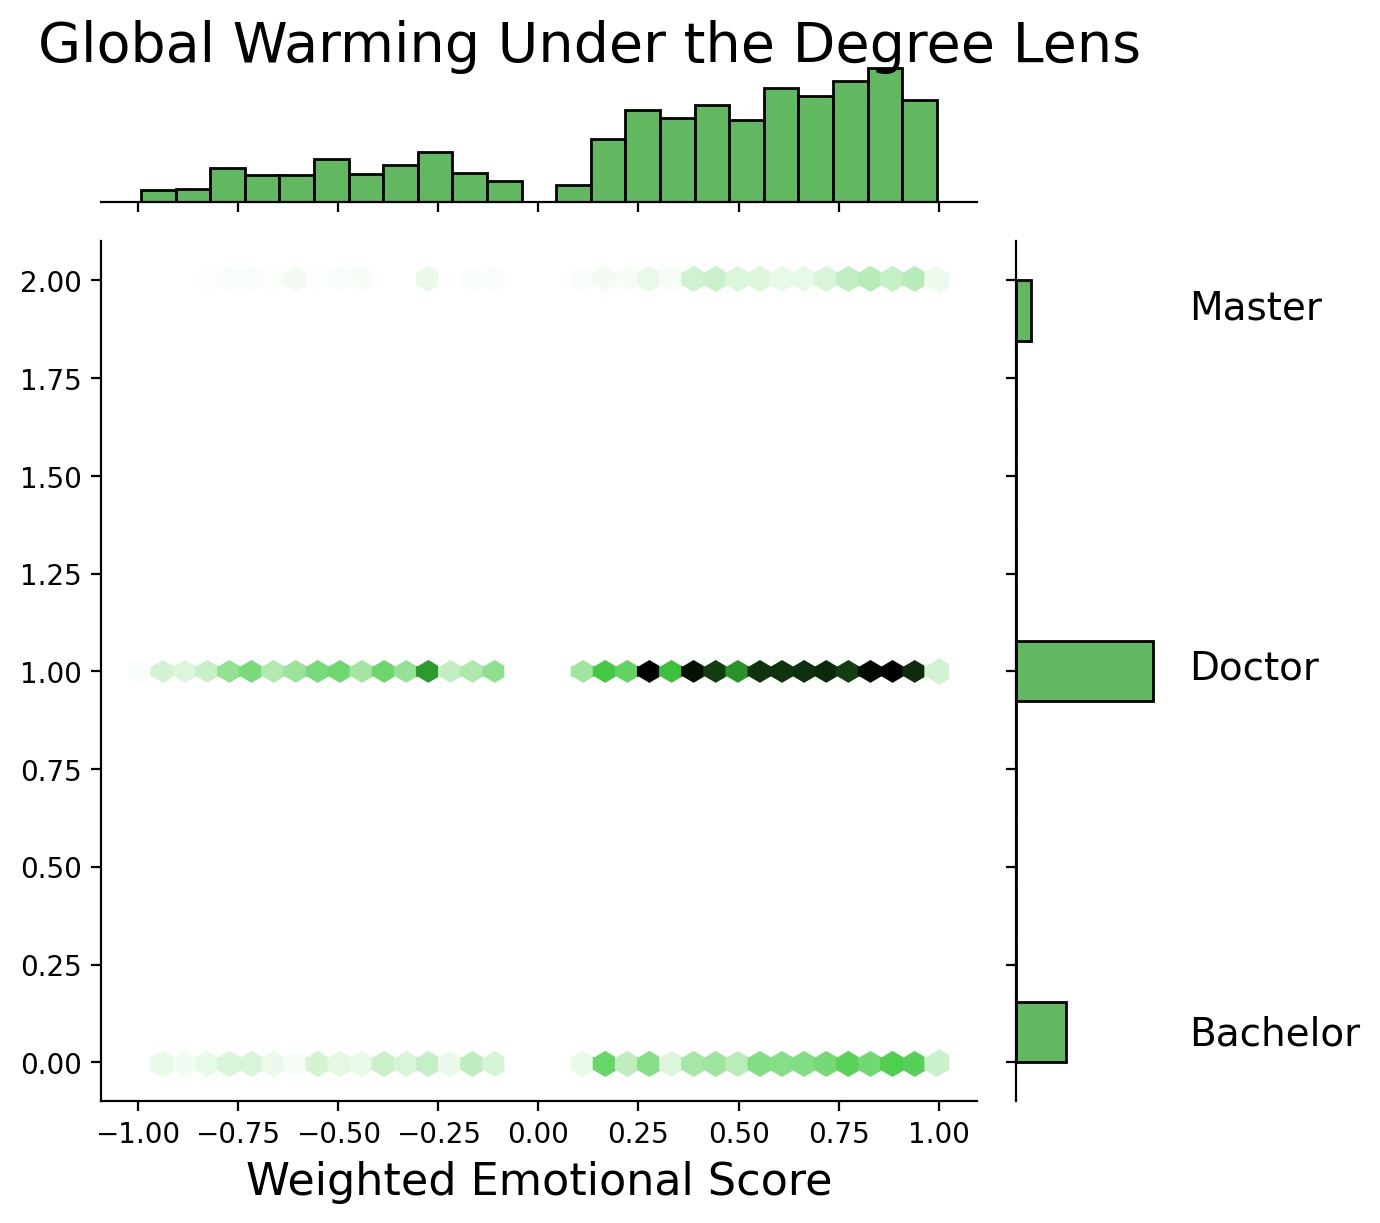 Global Warming Under the Degree Lens
2.00
Master
1.75
1.50
1.25
1.00
Doctor
0.75
0.50
0.25
Bachelor
0.00
−1.00 −0.75 −0.50 −0.25 0.00 0.25 0.50 0.75 1.00
Weighted Emotional Score